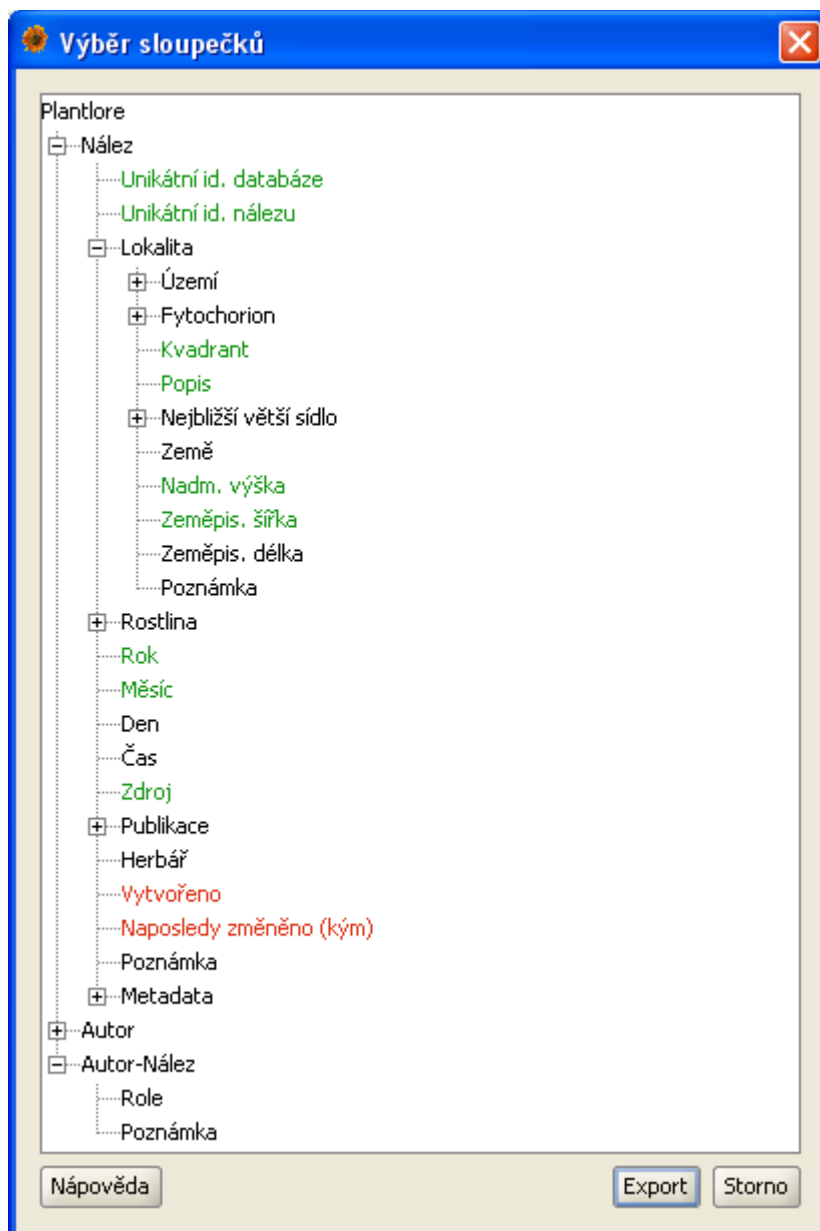 Výběr sloupečků
Plantlore
Nález
Unikátní id. databáze
Unikátní id. nálezu
Lokalita
Území
Fytochorion
Kvadrant
Popis
Nejbližší větší sídlo
Země
Nadm. výška
Zeměpis. šířka
Zeměpis. délka
Poznámka
Rostlina
Rok
Měsíc
Den
Čas
Zdroj
Publikace
Herbář
Vytvořeno
Naposledy změněno (kým)
Poznámka
Metadata
Autor
Autor-Nález
Role
Poznámka
Nápověda Export Storno